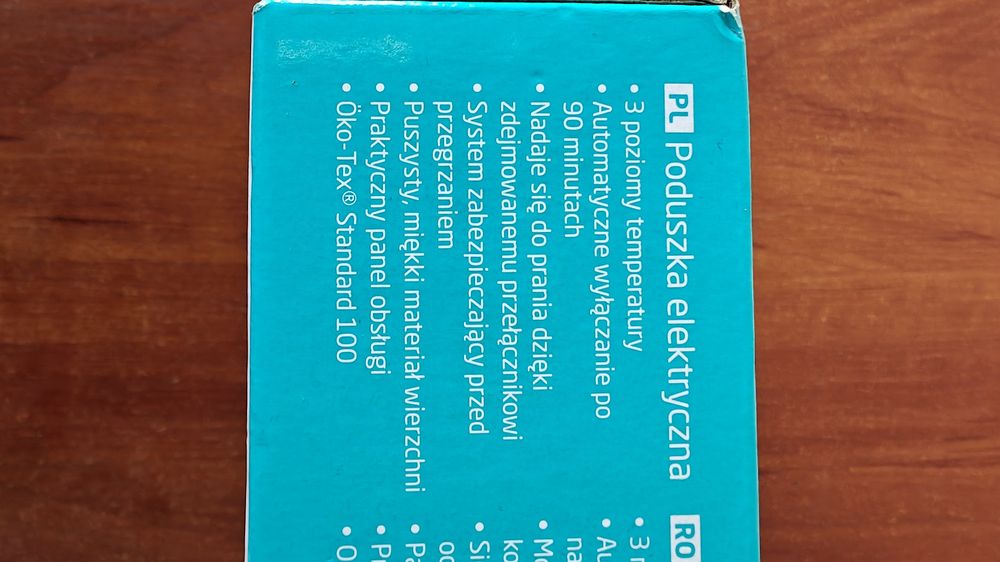 PL Poduszka elektryczna
• 3 poziomy temperatury
• Automatyczne wyłączanie po
90 minutach
• Nadaje się do prania dzięki
zdejmowanemu przełącznikowi
• System zabezpieczający przed
przegrzaniem
• Puszysty, miękki materiał wierzchni
• Praktyczny panel obsługi
• Öko-Tex® Standard 100
RO
• 3